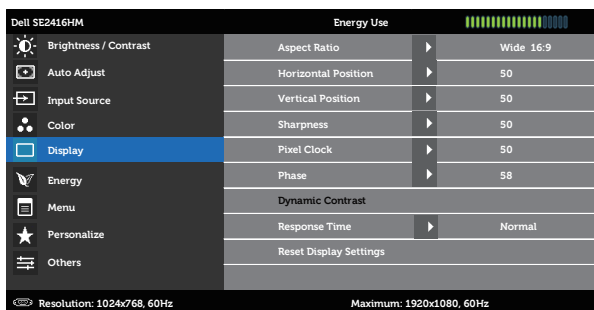 Dell SE2416HM Energy Use
Brightness / Contrast
Auto Adjust
Input Source
Color
Display
Energy
Menu
Personalize
Others
Aspect Ratio Wide 16:9
Horizontal Position 50
Vertical Position 50
Sharpness 50
Pixel Clock 50
Phase 58
Dynamic Contrast
Response Time Normal
Reset Display Settings
Resolution: 1024x768, 60Hz Maximum: 1920x1080, 60Hz